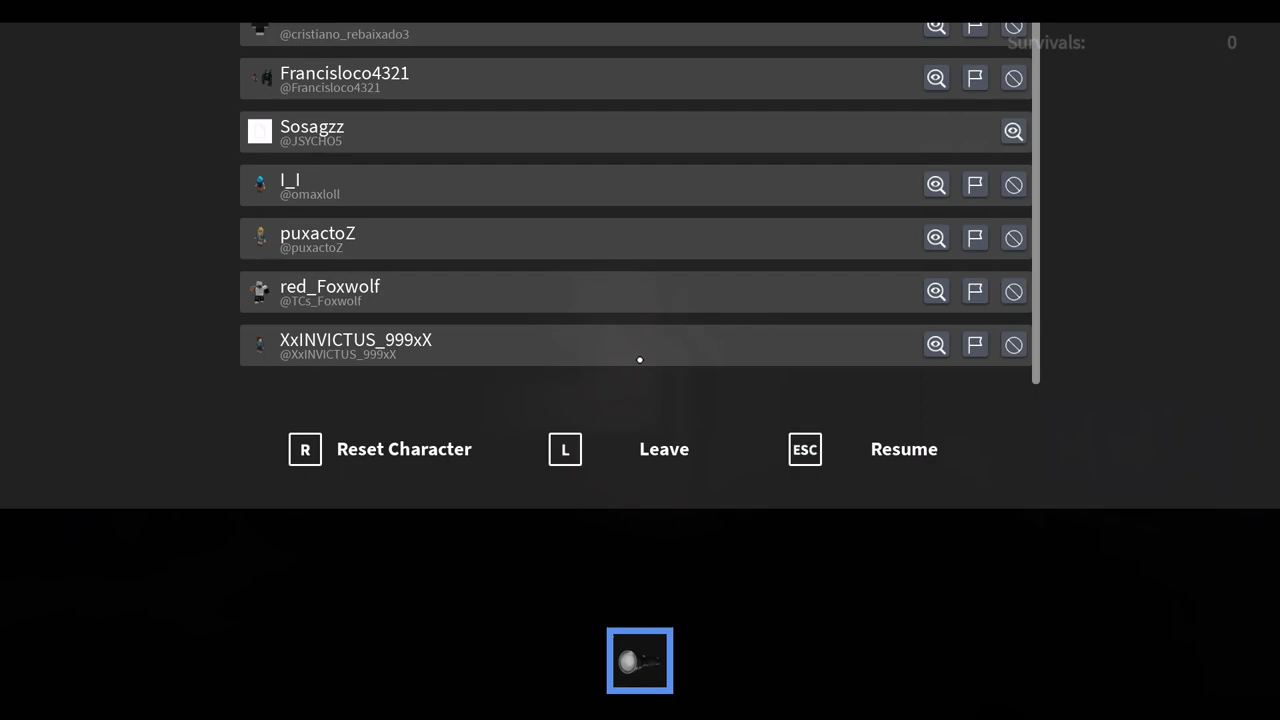 @cristiano_rebaixado3
Survivals: 0
Francisloco4321
@Francisloco4321
Sosagzz
@JSYCHO5
I_I
@omaxloll
puxactoZ
@puxactoZ
red_Foxwolf
@TCs_Foxwolf
XxINVICTUS_999xX
@XxINVICTUS_999xX
R Reset Character L Leave ESC Resume